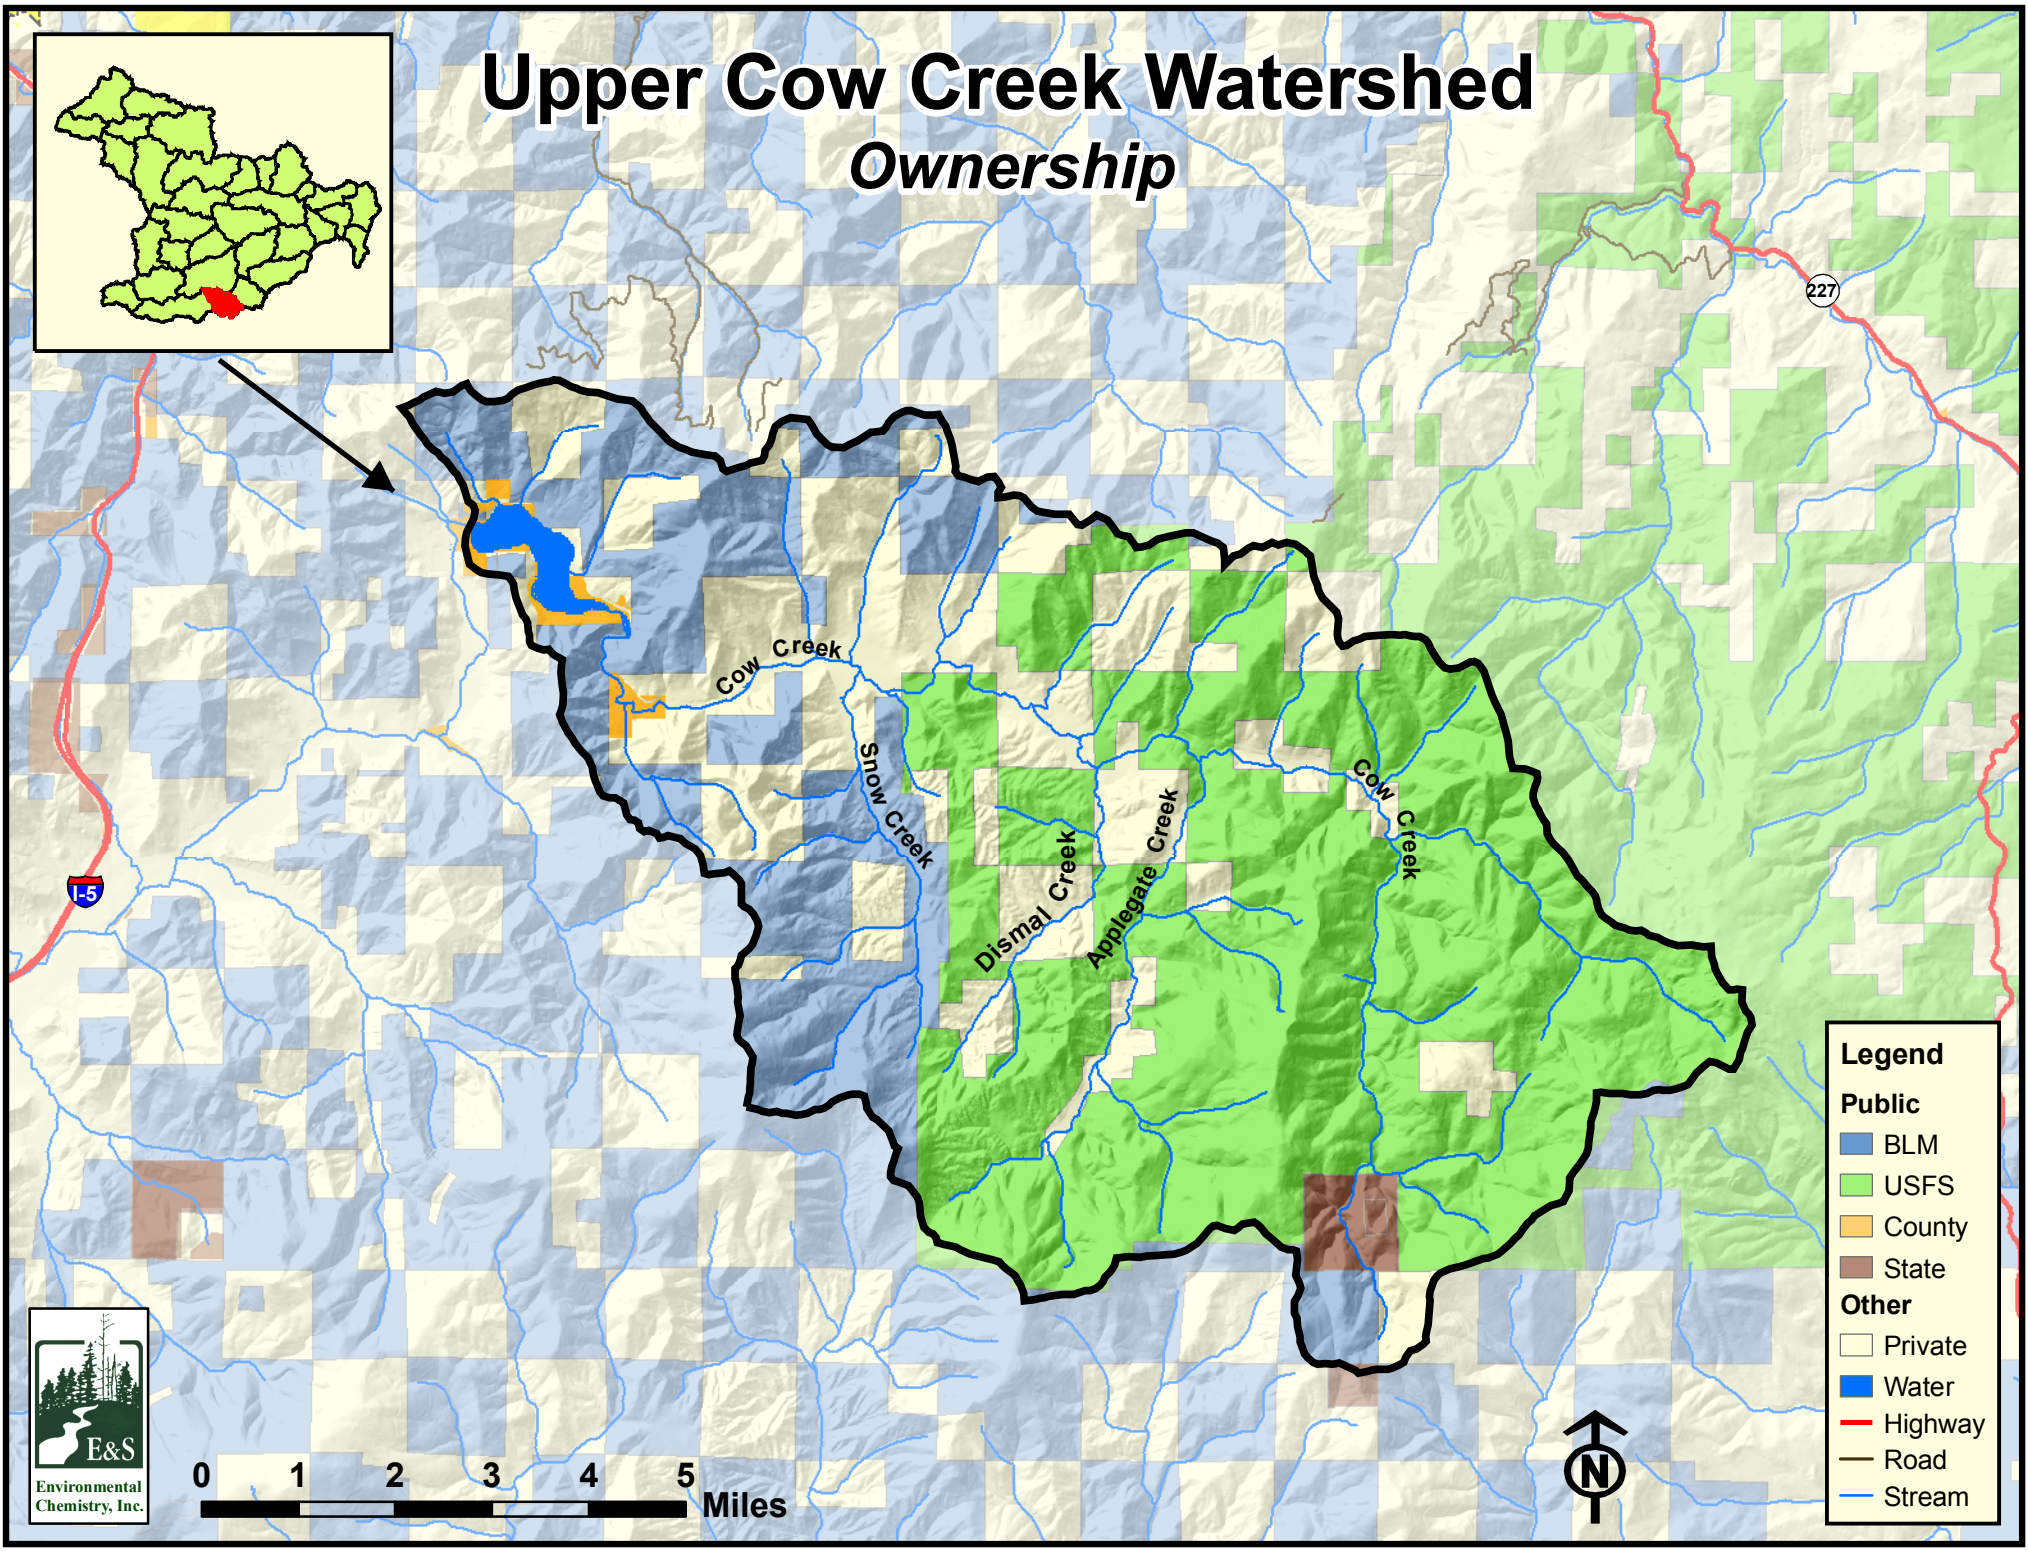 Upper Cow Creek Watershed
Ownership
227
Cow Creek
Snow Creek
Cow Creek
Dismal Creek
Applegate Creek
I-5
Legend
Public
BLM
USFS
County
State
Other
Private
Water
Highway
Road
Stream
E&S
Environmental
Chemistry, Inc.
0 1 2 3 4 5
Miles
N